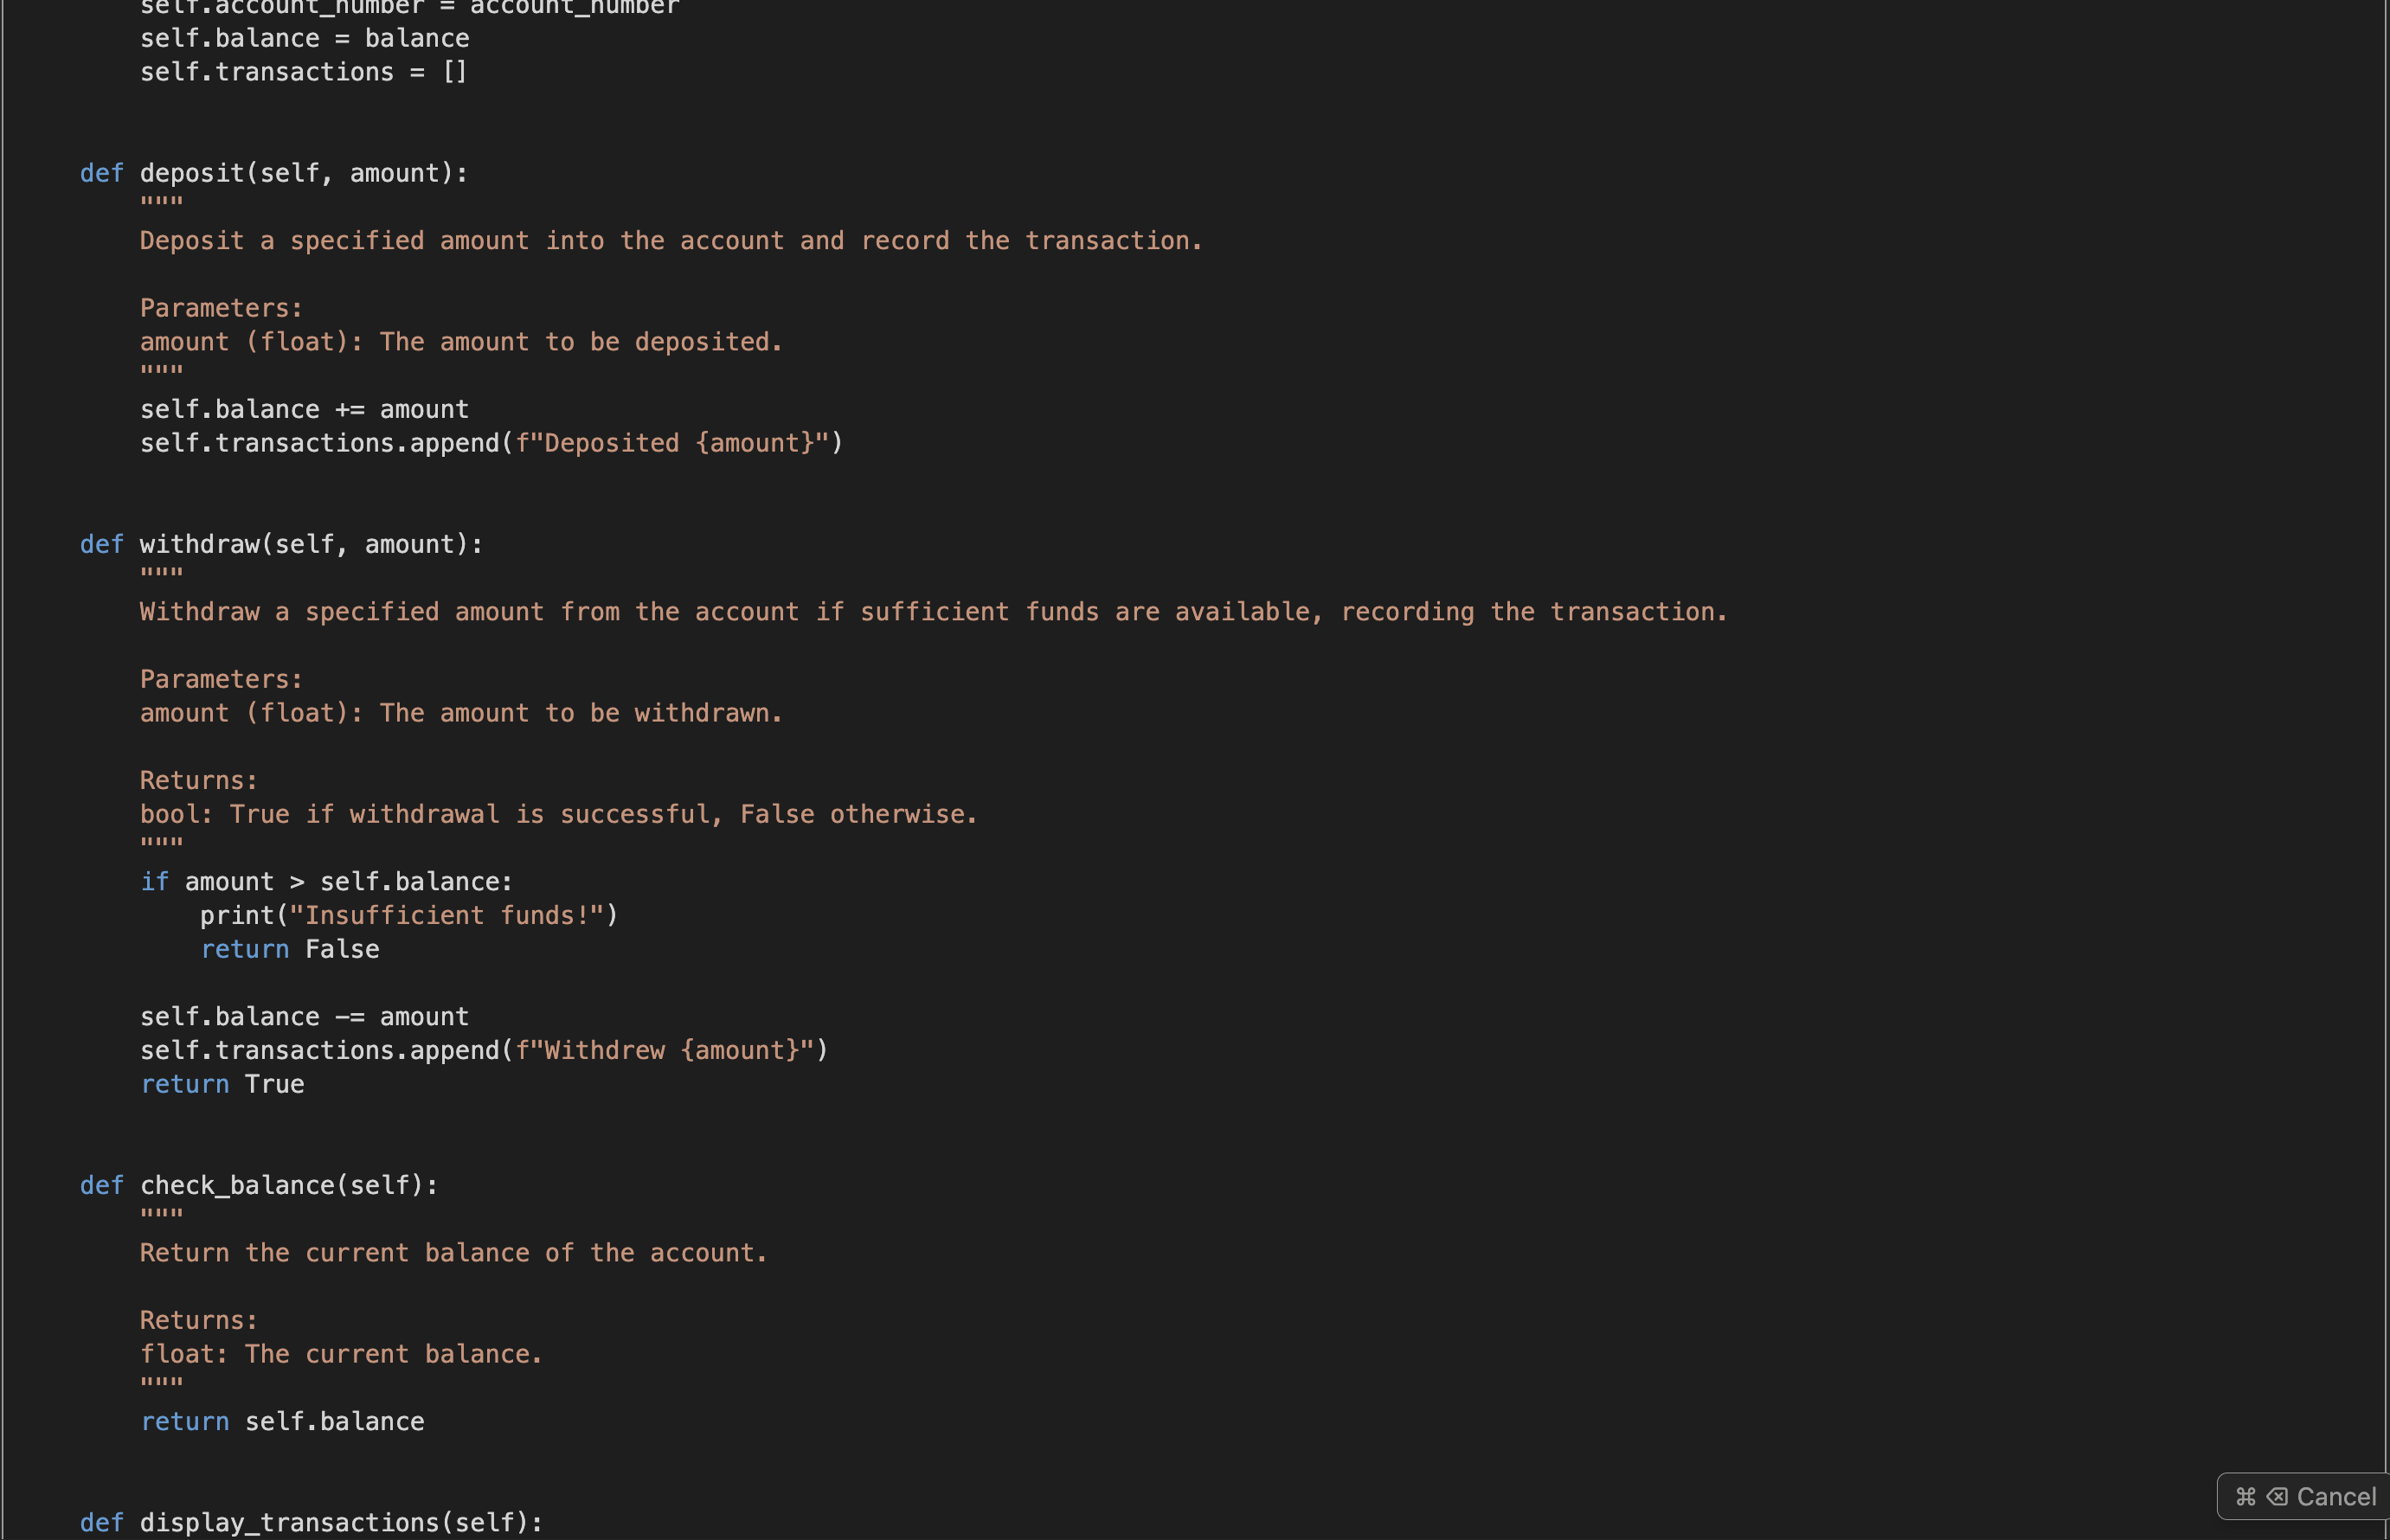 self.account_number = account_number
self.balance = balance
self.transactions = []
def deposit(self, amount):
"""
Deposit a specified amount into the account and record the transaction.
Parameters:
amount (float): The amount to be deposited.
"""
self.balance += amount
self.transactions.append(f"Deposited {amount}")
def withdraw(self, amount):
"""
Withdraw a specified amount from the account if sufficient funds are available, recording the transaction.
Parameters:
amount (float): The amount to be withdrawn.
Returns:
bool: True if withdrawal is successful, False otherwise.
"""
if amount > self.balance:
print("Insufficient funds!")
return False
self.balance -= amount
self.transactions.append(f"Withdrew {amount}")
return True
def check_balance(self):
"""
Return the current balance of the account.
Returns:
float: The current balance.
"""
return self.balance
⌘ ⌫ Cancel
def display_transactions(self):